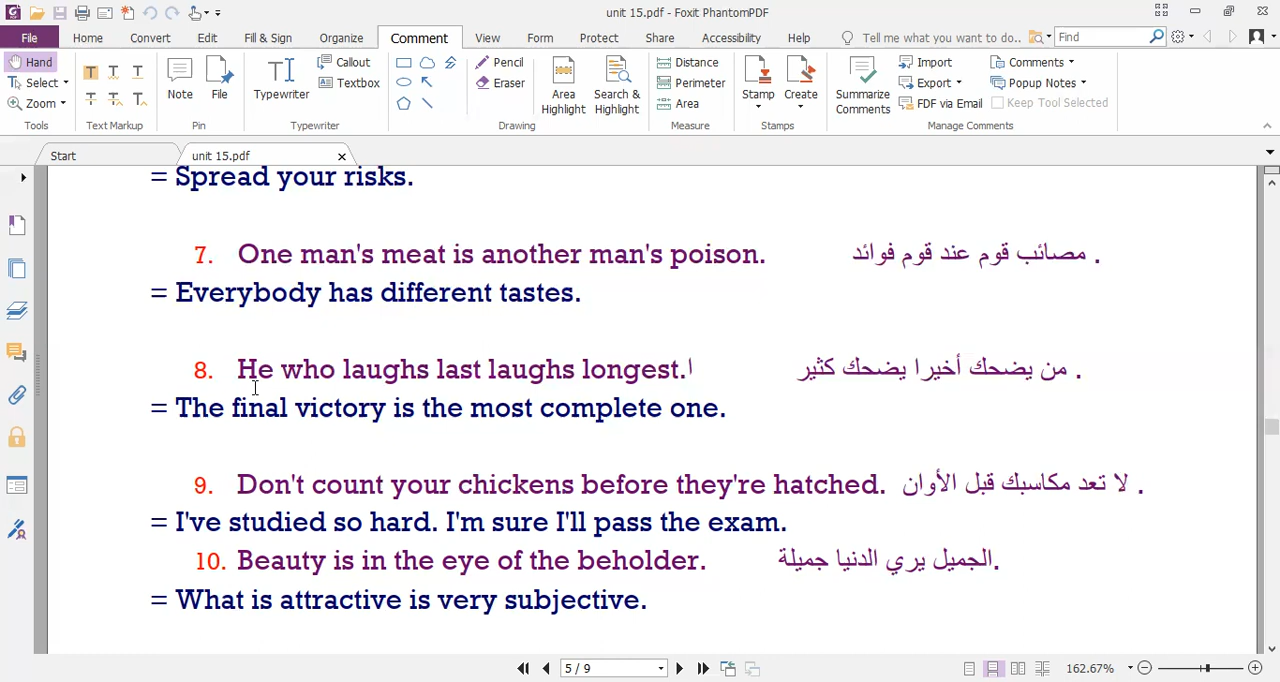 unit 15.pdf - Foxit PhantomPDF
File Home Convert Edit Fill & Sign Organize Comment View Form Protect Share Accessibility Help Tell me what you want to do.. Find
Hand
Select
Zoom
Tools
Text Markup
Note
File
Pin
Typewriter
Callout
Textbox
Typewriter
Pencil
Eraser
Area Highlight
Search & Highlight
Drawing
Distance
Perimeter
Area
Measure
Stamp
Create
Stamps
Summarize Comments
Import
Export
FDF via Email
Comments
Popup Notes
Keep Tool Selected
Manage Comments
Start
unit 15.pdf
= Spread your risks.
7. One man's meat is another man's poison. مصائب قوم عند قوم فوائد .
= Everybody has different tastes.
8. He who laughs last laughs longest.ا من يضحك أخيرا يضحك كثير .
= The final victory is the most complete one.
9. Don't count your chickens before they're hatched. لا تعد مكاسبك قبل الأوان .
= I've studied so hard. I'm sure I'll pass the exam.
10. Beauty is in the eye of the beholder. الجميل يري الدنيا جميلة.
= What is attractive is very subjective.
5 / 9
162.67%